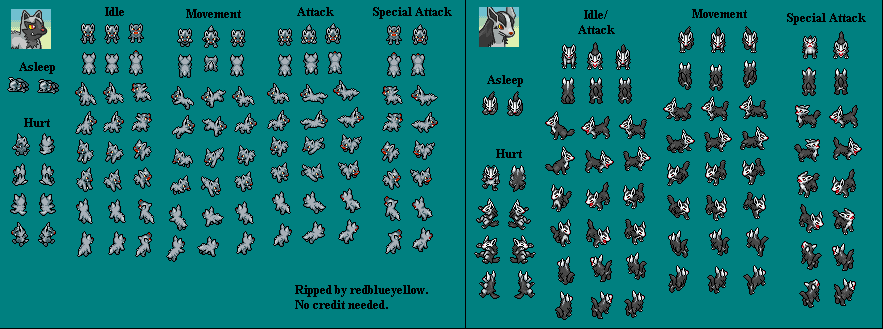 Idle
Movement
Attack
Special Attack
Asleep
Hurt
Ripped by redblueyellow.
No credit needed.
Idle/
Attack
Movement
Special Attack
Asleep
Hurt